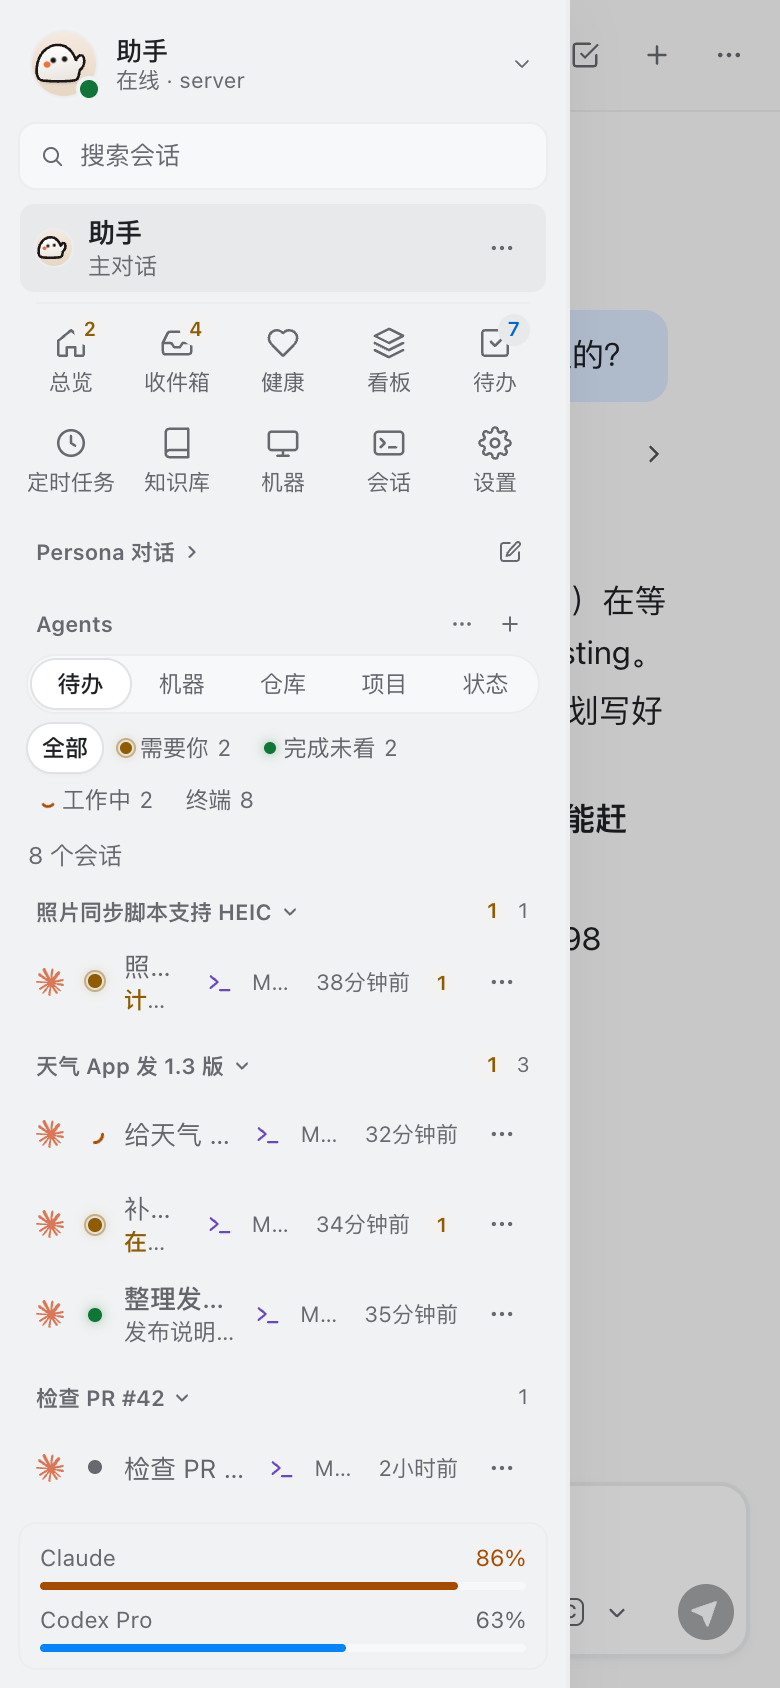 助手
在线 · server
搜索会话
助手
主对话
2
4
7
总览
收件箱
健康
看板
待办
定时任务
知识库
机器
会话
设置
Persona 对话
Agents
待办
机器
仓库
项目
状态
全部
需要你 2
完成未看 2
工作中 2
终端 8
8 个会话
照片同步脚本支持 HEIC
1 1
照...
计...
M...
38分钟前
1
天气 App 发 1.3 版
1 3
给天气 ...
M...
32分钟前
补...
在...
M...
34分钟前
1
整理发...
发布说明...
M...
35分钟前
检查 PR #42
1
检查 PR ...
M...
2小时前
Claude
86%
Codex Pro
63%
的?
）在等
sting。
划写好
能赶
98